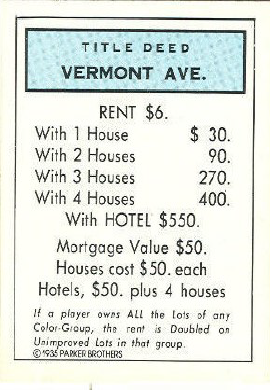 TITLE DEED
VERMONT AVE.
RENT $6.
With 1 House $ 30.
With 2 Houses 90.
With 3 Houses 270.
With 4 Houses 400.
With HOTEL $550.
Mortgage Value $50.
Houses cost $50. each
Hotels, $50. plus 4 houses
If a player owns ALL the Lots of any
Color-Group, the rent is Doubled on
Unimproved Lots in that group.
©1935 PARKER BROTHERS